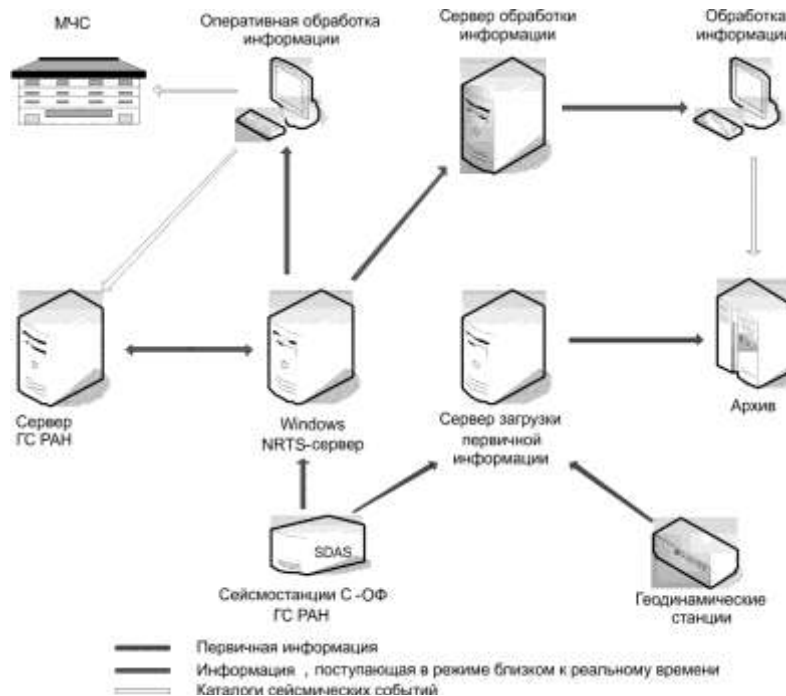 МЧС
Оперативная обработка
информации
Сервер обработки
информации
Обработка
информации
Сервер
ГС РАН
Windows
NRTS-сервер
Сервер загрузки
первичной
информации
Архив
SDAS
Сейсмостанции С -ОФ
ГС РАН
Геодинамические
станции
Первичная информация
Информация , поступающая в режиме близком к реальному времени
Каталоги сейсмических событий